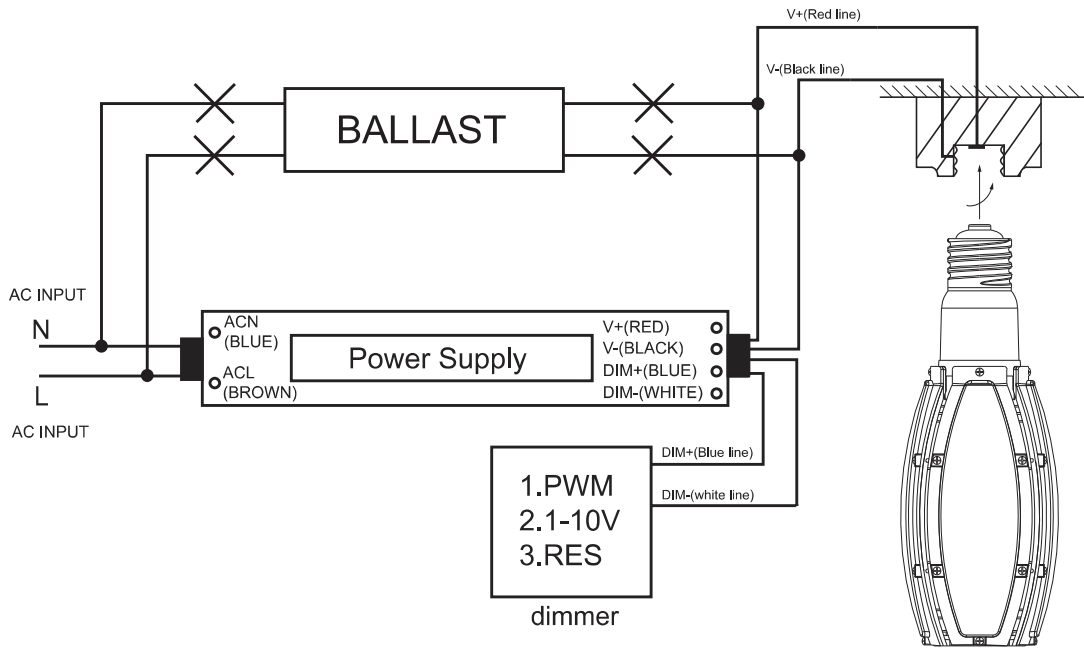 V+(Red line)
V-(Black line)
BALLAST
AC INPUT
N
L
AC INPUT
ACN
(BLUE)
ACL
(BROWN)
Power Supply
V+(RED)
V-(BLACK)
DIM+(BLUE)
DIM-(WHITE)
DIM+(Blue line)
DIM-(white line)
1.PWM
2.1-10V
3.RES
dimmer